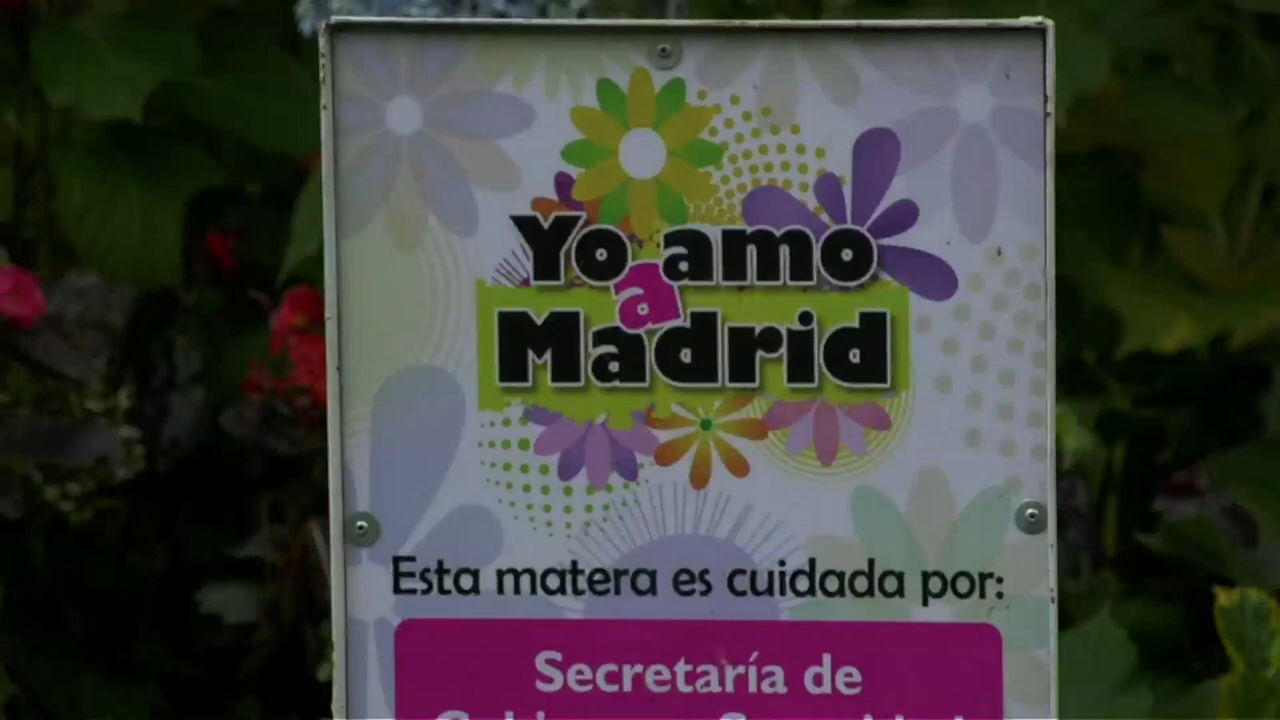 Yo amo
a
Madrid
Esta matera es cuidada por:
Secretaría de